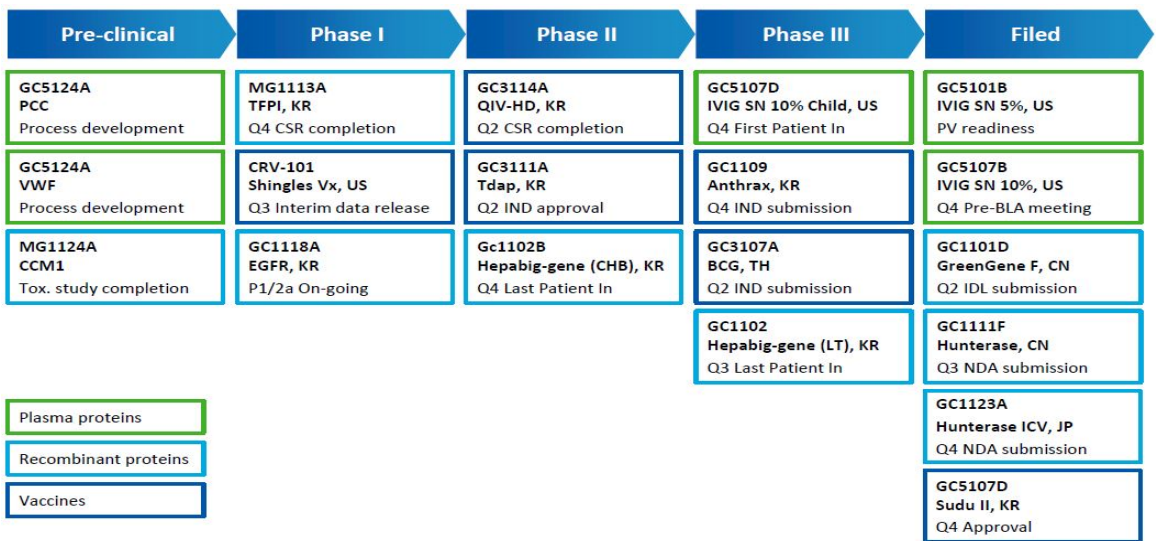 Pre-clinical
Phase I
Phase II
Phase III
Filed
GC5124A
PCC
Process development
GC5124A
VWF
Process development
MG1124A
CCM1
Tox. study completion
MG1113A
TFPI, KR
Q4 CSR completion
CRV-101
Shingles Vx, US
Q3 Interim data release
GC1118A
EGFR, KR
P1/2a On-going
GC3114A
QIV-HD, KR
Q2 CSR completion
GC3111A
Tdap, KR
Q2 IND approval
Gc1102B
Hepabig-gene (CHB), KR
Q4 Last Patient In
GC5107D
IVIG SN 10% Child, US
Q4 First Patient In
GC1109
Anthrax, KR
Q4 IND submission
GC3107A
BCG, TH
Q2 IND submission
GC1102
Hepabig-gene (LT), KR
Q3 Last Patient In
GC5101B
IVIG SN 5%, US
PV readiness
GC5107B
IVIG SN 10%, US
Q4 Pre-BLA meeting
GC1101D
GreenGene F, CN
Q2 IDL submission
GC1111F
Hunterase, CN
Q3 NDA submission
GC1123A
Hunterase ICV, JP
Q4 NDA submission
GC5107D
Sudu II, KR
Q4 Approval
Plasma proteins
Recombinant proteins
Vaccines